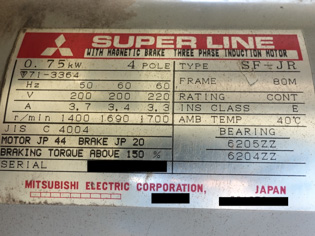 SUPER LINE
WITH MAGNETIC BRAKE THREE PHASE INDUCTION MOTOR
0.75kW 4 POLE TYPE SF-JR
71-3364 FRAME 80M
Hz 50 60 60
V 200 200 220 RATING CONT
A 3.7 3.4 3.3 INS CLASS E
r/min 1400 1690 1700 AMB. TEMP 40℃
JIS C 4004 BEARING
MOTOR JP 44 BRAKE JP 20 6205ZZ
BRAKING TORQUE ABOVE 150 % 6204ZZ
SERIAL
MITSUBISHI ELECTRIC CORPORATION, JAPAN